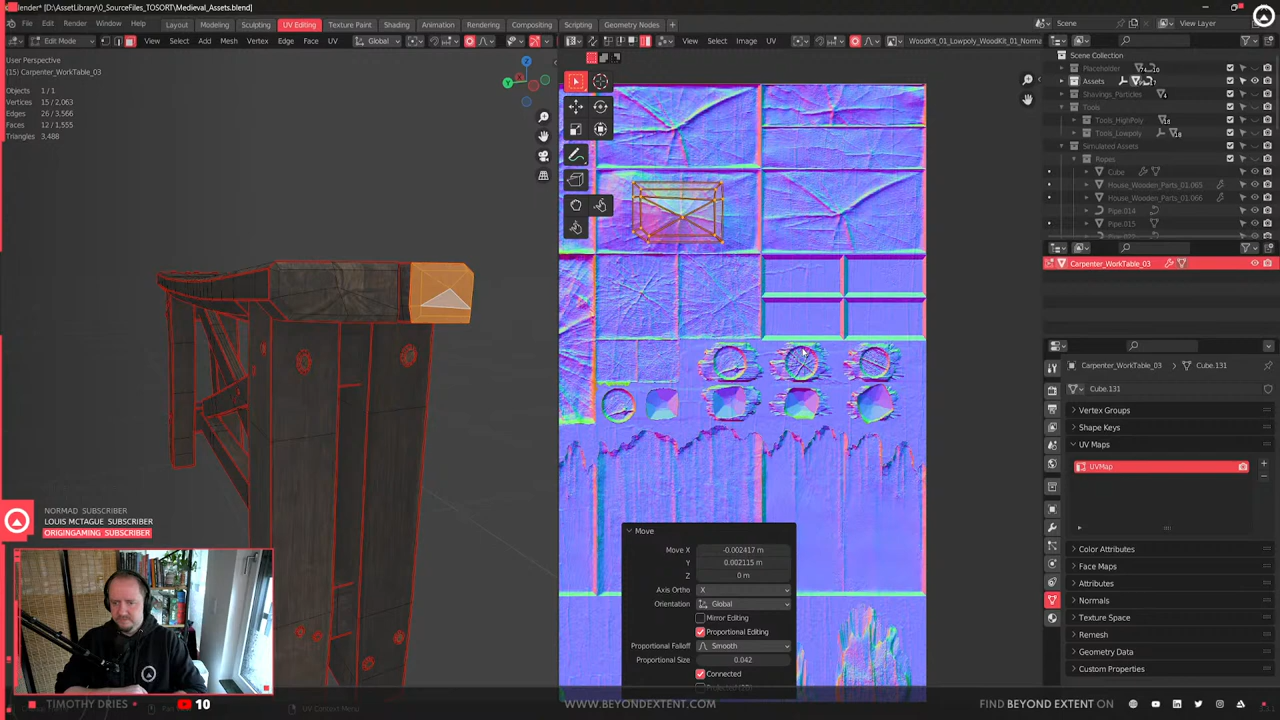 Blender* [D:\AssetLibrary\0_SourceFiles_TOSORT\Medieval_Assets.blend]
File Edit Render Window Help
Layout Modeling Sculpting UV Editing Texture Paint Shading Animation Rendering Compositing Scripting Geometry Nodes +
Scene
View Layer
Edit Mode
View Select Add Mesh Vertex Edge Face UV
Global
View Select Image UV
WoodKit_01_Lowpoly_WoodKit_01_Norma
User Perspective
(15) Carpenter_WorkTable_03
Objects 1/1
Vertices 15/2,063
Edges 26/3,566
Faces 12/1,555
Triangles 3,488
Z
Y
Scene Collection
Placeholder
Assets
Shavings_Particles
Tools
Tools_HighPoly
Tools_Lowpoly
Simulated Assets
Ropes
Cube
House_Wooden_Parts_01.065
House_Wooden_Parts_01.066
Pipe.014
Pipe.015
Carpenter_WorkTable_03
Carpenter_WorkTable_03
Cube.131
Cube.131
Vertex Groups
Shape Keys
UV Maps
UVMap
Color Attributes
Face Maps
Attributes
Normals
Texture Space
Remesh
Geometry Data
Custom Properties
Move
Move X -0.002417 m
Y 0.002115 m
Z 0 m
Axis Ortho X
Orientation Global
Mirror Editing
Proportional Editing
Proportional Falloff Smooth
Proportional Size 0.042
Connected
NORMAD SUBSCRIBER
LOUIS MCTAGUE SUBSCRIBER
ORIGINGAMING SUBSCRIBER
TIMOTHY DRIES
10
UV Context Menu
WWW.BEYONDEXTENT.COM
FIND BEYOND EXTENT ON